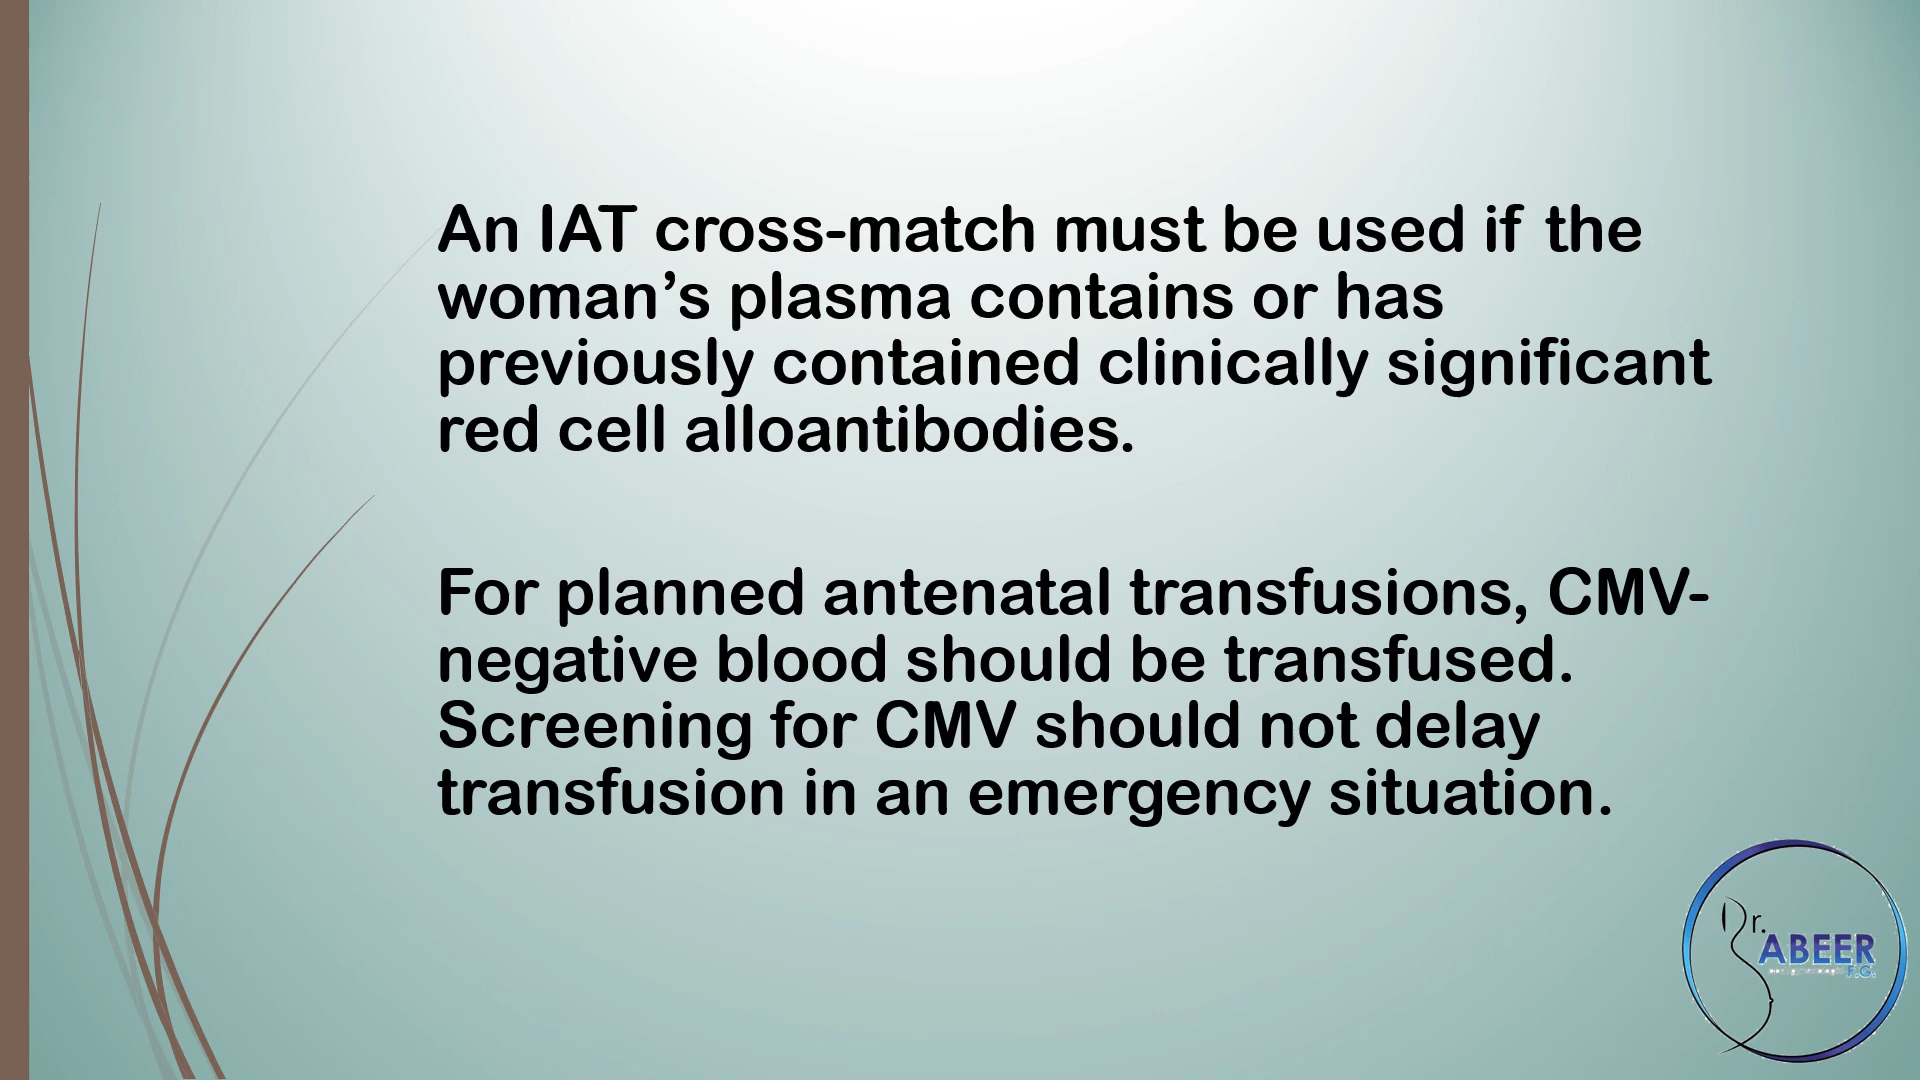 An IAT cross-match must be used if the
woman’s plasma contains or has
previously contained clinically significant
red cell alloantibodies.
For planned antenatal transfusions, CMV-
negative blood should be transfused.
Screening for CMV should not delay
transfusion in an emergency situation.
Dr.
ABEER
F.G.